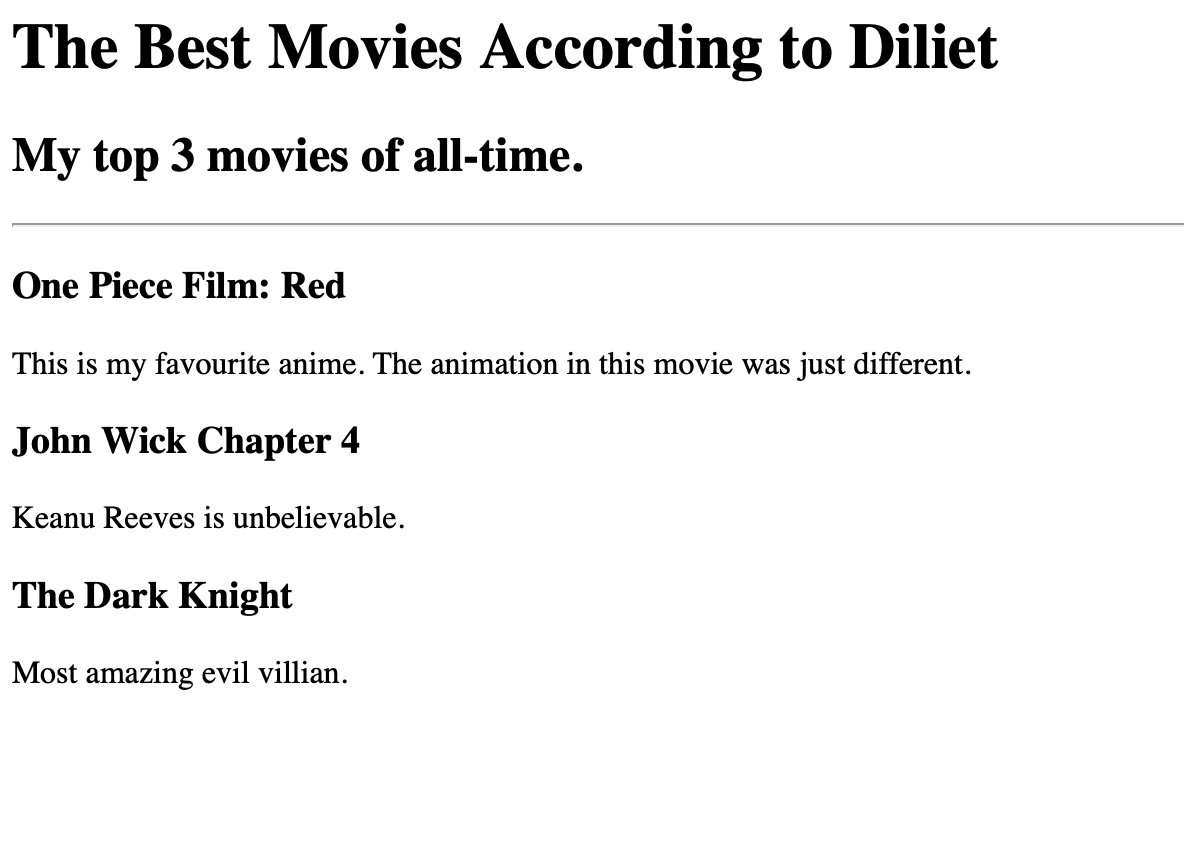 The Best Movies According to Diliet
My top 3 movies of all-time.
One Piece Film: Red
This is my favourite anime. The animation in this movie was just different.
John Wick Chapter 4
Keanu Reeves is unbelievable.
The Dark Knight
Most amazing evil villian.